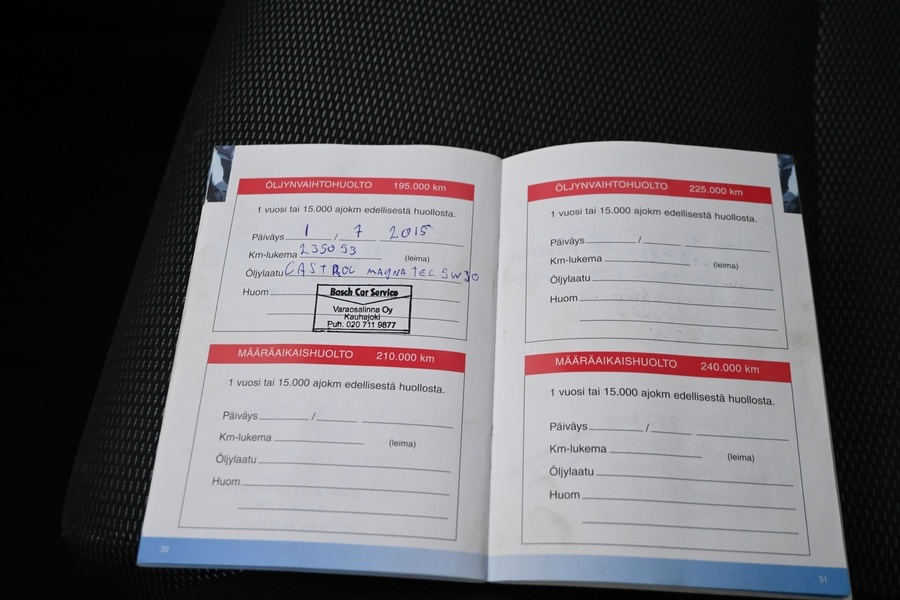 ÖLJYNVAIHTOHUOLTO 195.000 km
1 vuosi tai 15.000 ajokm edellisestä huollosta.
Päiväys 1 / 7 2015
Km-lukema 235053 (leima)
Öljylaatu CASTROL MAGNATEC 5W30
Huom
Bosch Car Service
Varaosalinna Oy
Kauhajoki
Puh. 020 711 9877
MÄÄRÄAIKAISHUOLTO 210.000 km
1 vuosi tai 15.000 ajokm edellisestä huollosta.
Päiväys /
Km-lukema (leima)
Öljylaatu
Huom
30
ÖLJYNVAIHTOHUOLTO 225.000 km
1 vuosi tai 15.000 ajokm edellisestä huollosta.
Päiväys /
Km-lukema (leima)
Öljylaatu
Huom
MÄÄRÄAIKAISHUOLTO 240.000 km
1 vuosi tai 15.000 ajokm edellisestä huollosta.
Päiväys /
Km-lukema (leima)
Öljylaatu
Huom
31